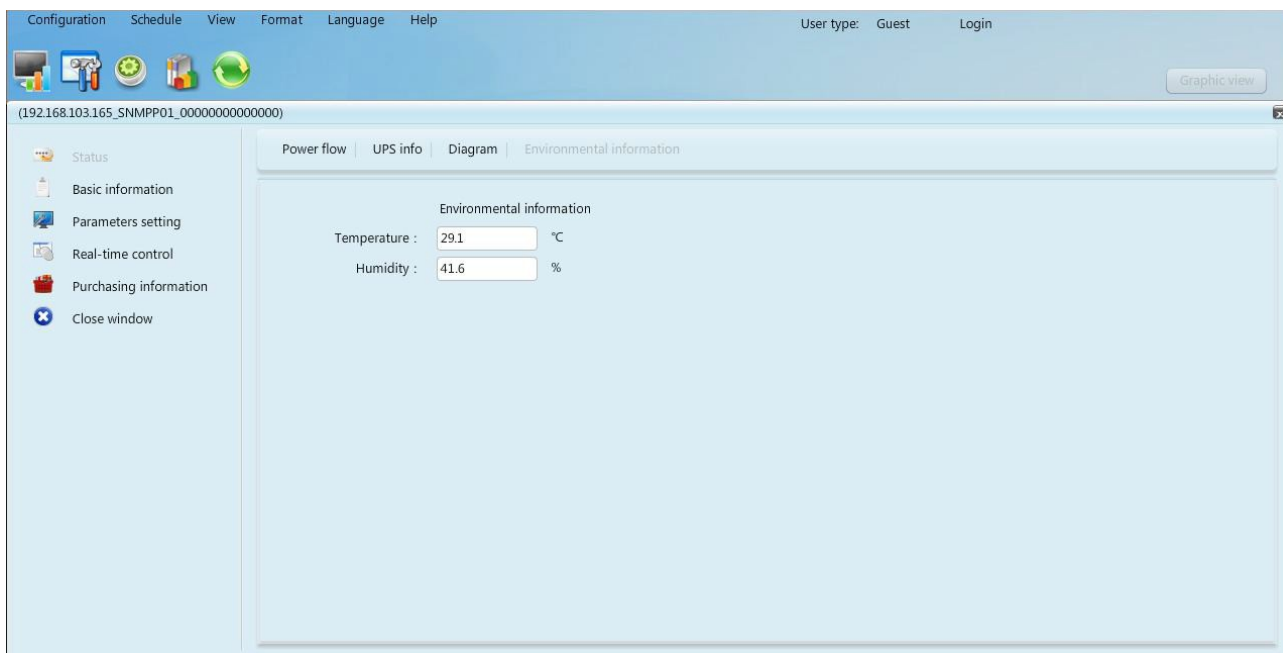 Configuration Schedule View Format Language Help User type: Guest Login
Graphic view
(192.168.103.165_SNMPP01_00000000000000)
Status
Basic information
Parameters setting
Real-time control
Purchasing information
Close window
Power flow UPS info Diagram Environmental information
Environmental information
Temperature : 29.1 °C
Humidity : 41.6 %